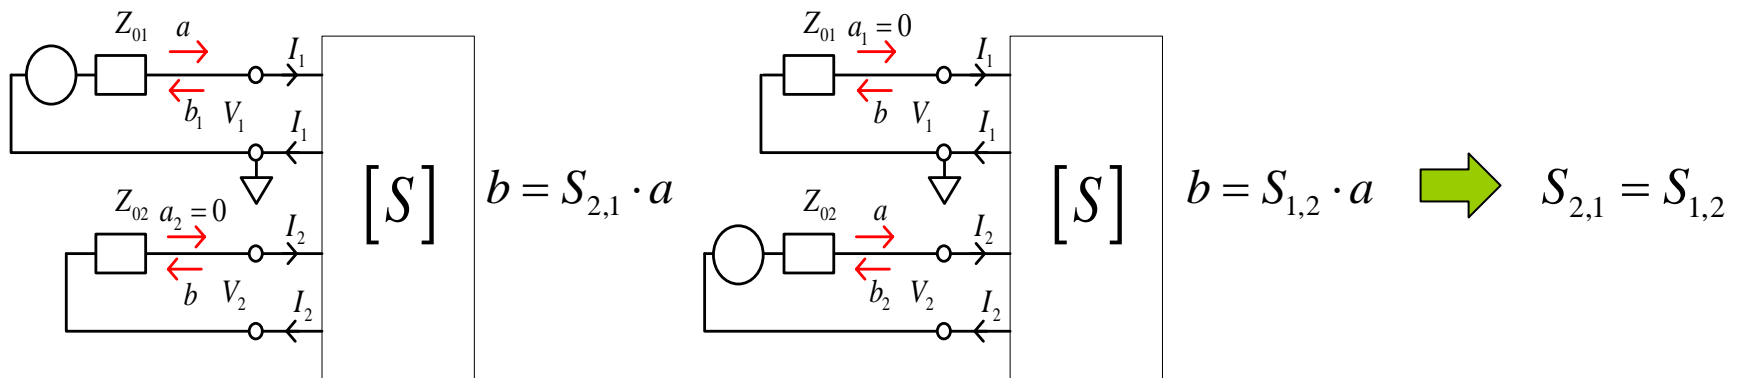 Z₀₁ a
I₁
b₁ V₁ I₁
[S] b = S₂,₁ · a
Z₀₂ a₂ = 0
I₂
b V₂ I₂
Z₀₁ a₁ = 0
I₁
b V₁ I₁
[S] b = S₁,₂ · a
Z₀₂ a
I₂
b₂ V₂ I₂
S₂,₁ = S₁,₂